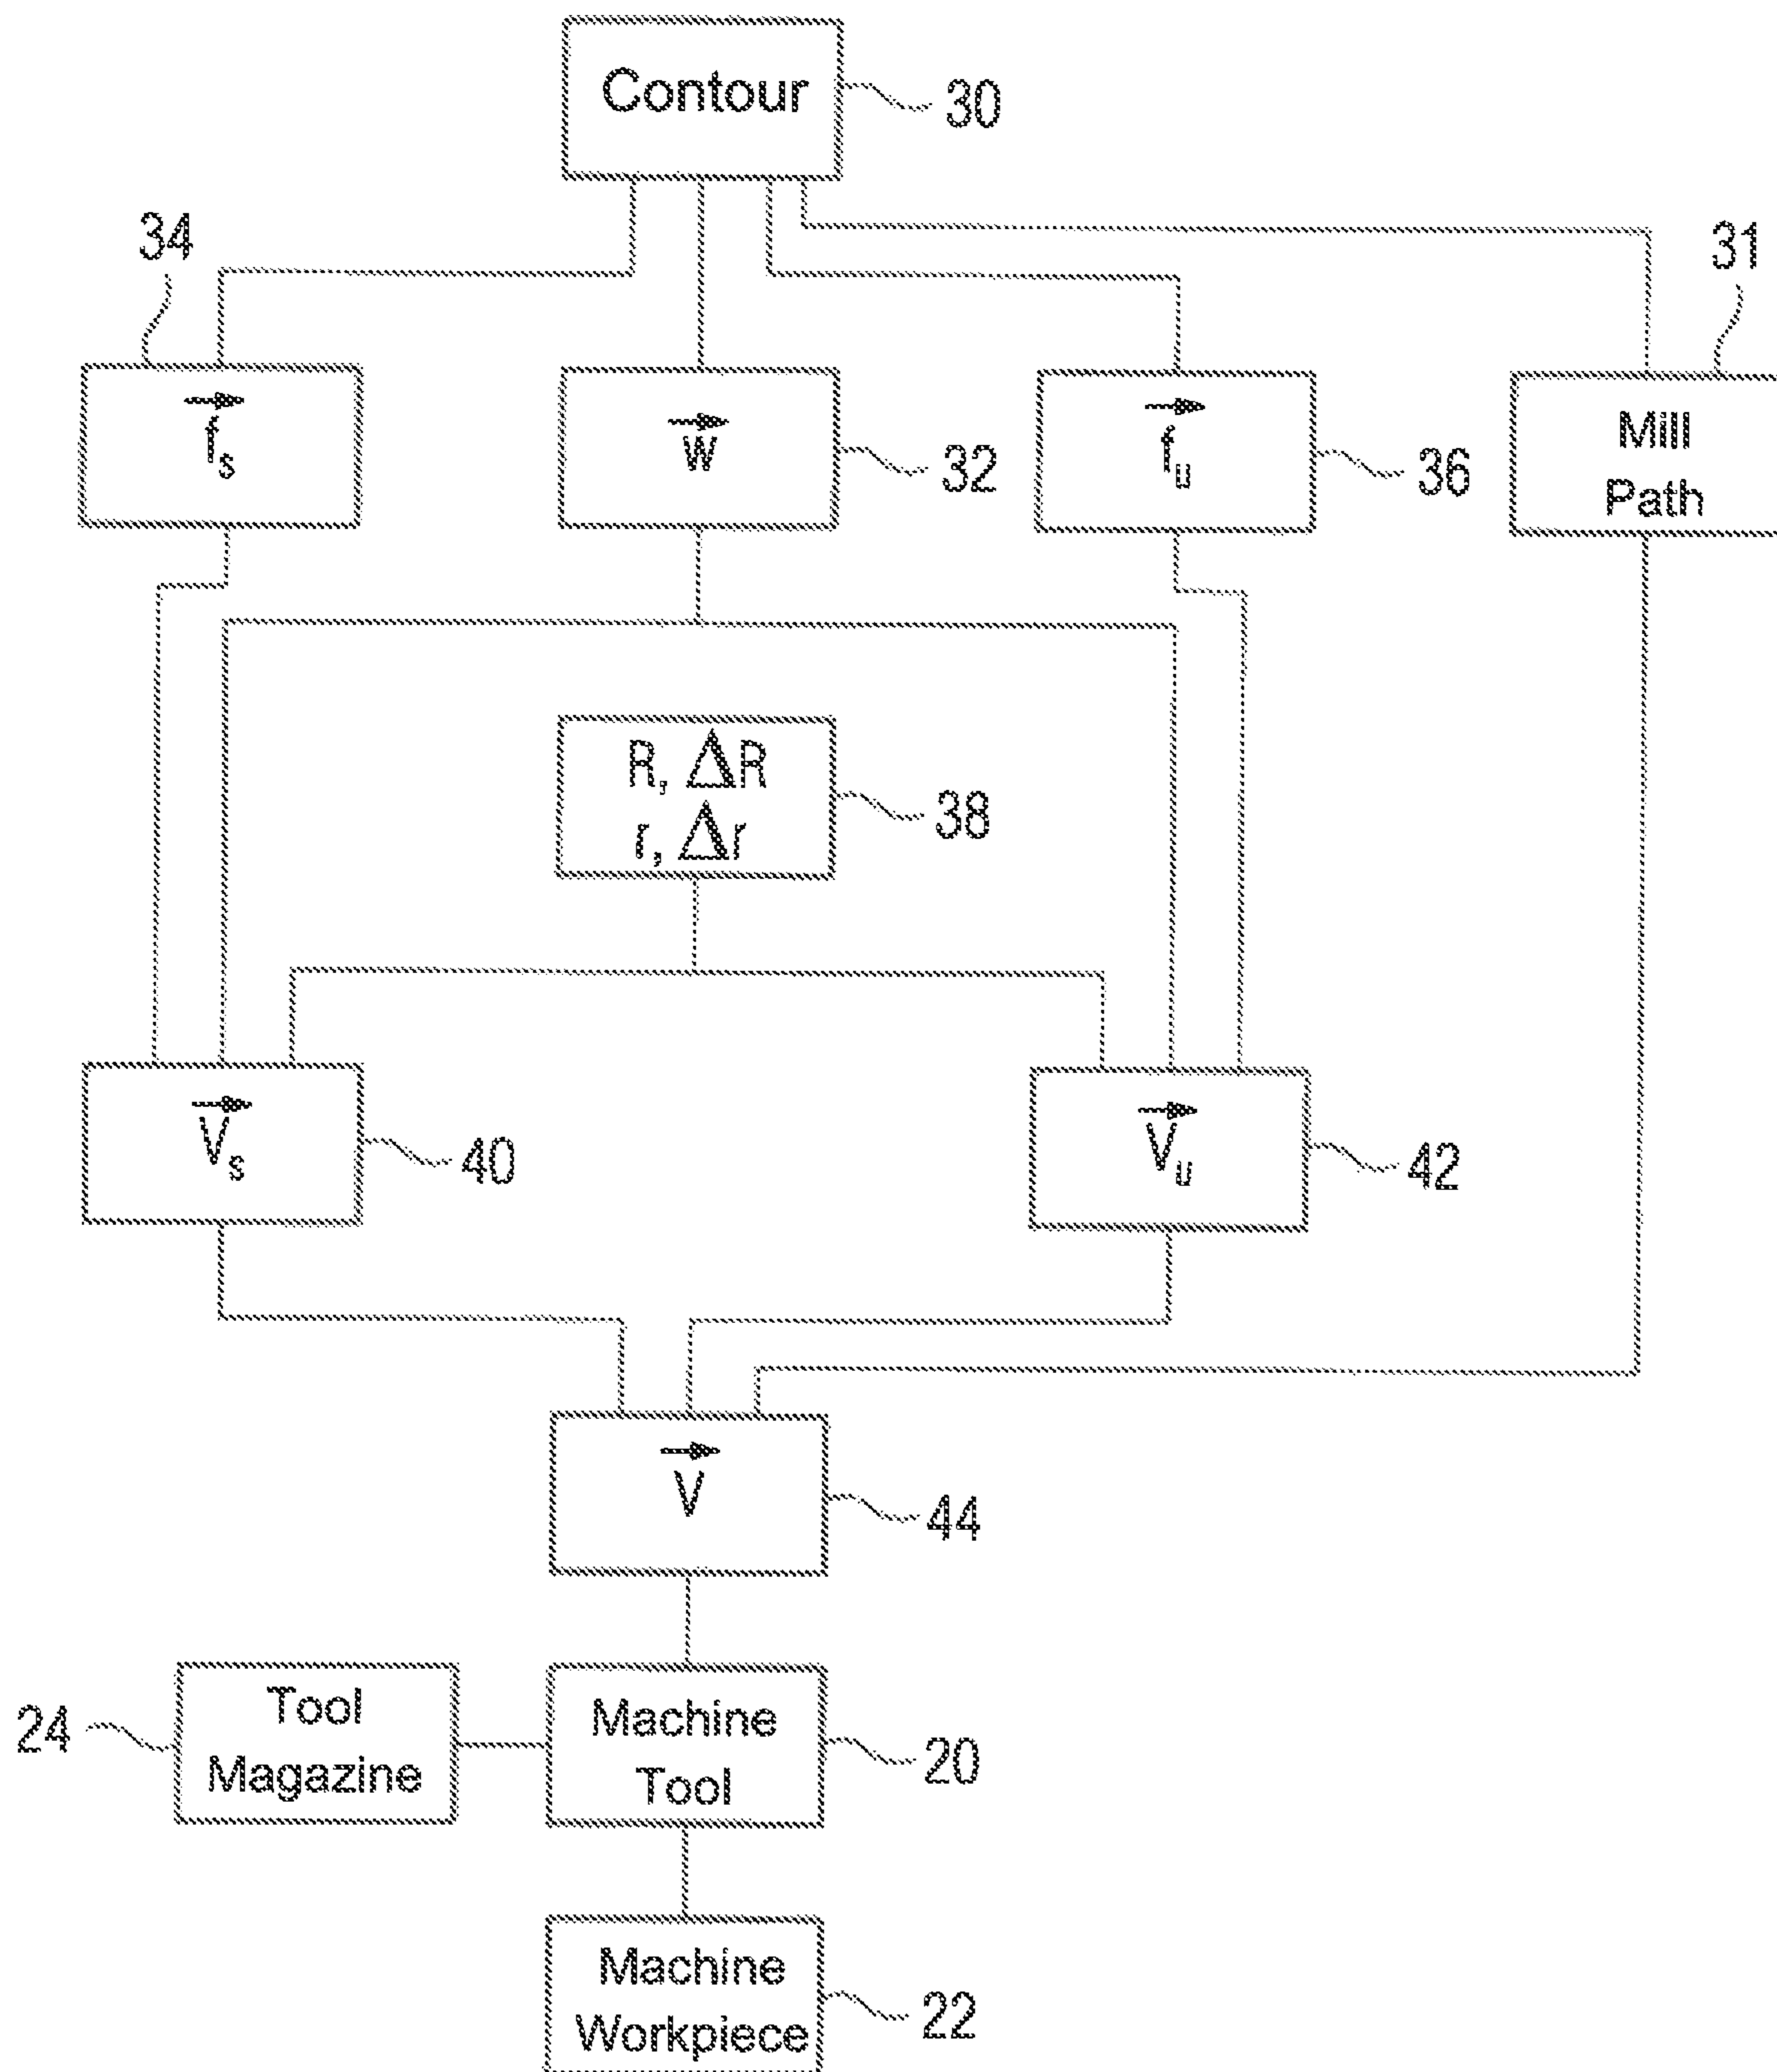 Contour
30
34
31
f⃗s
w⃗
32
f⃗u
36
Mill
Path
R, ΔR
r, Δr
38
V⃗s
40
V⃗u
42
V⃗
44
24
Tool
Magazine
Machine
Tool
20
Machine
Workpiece
22